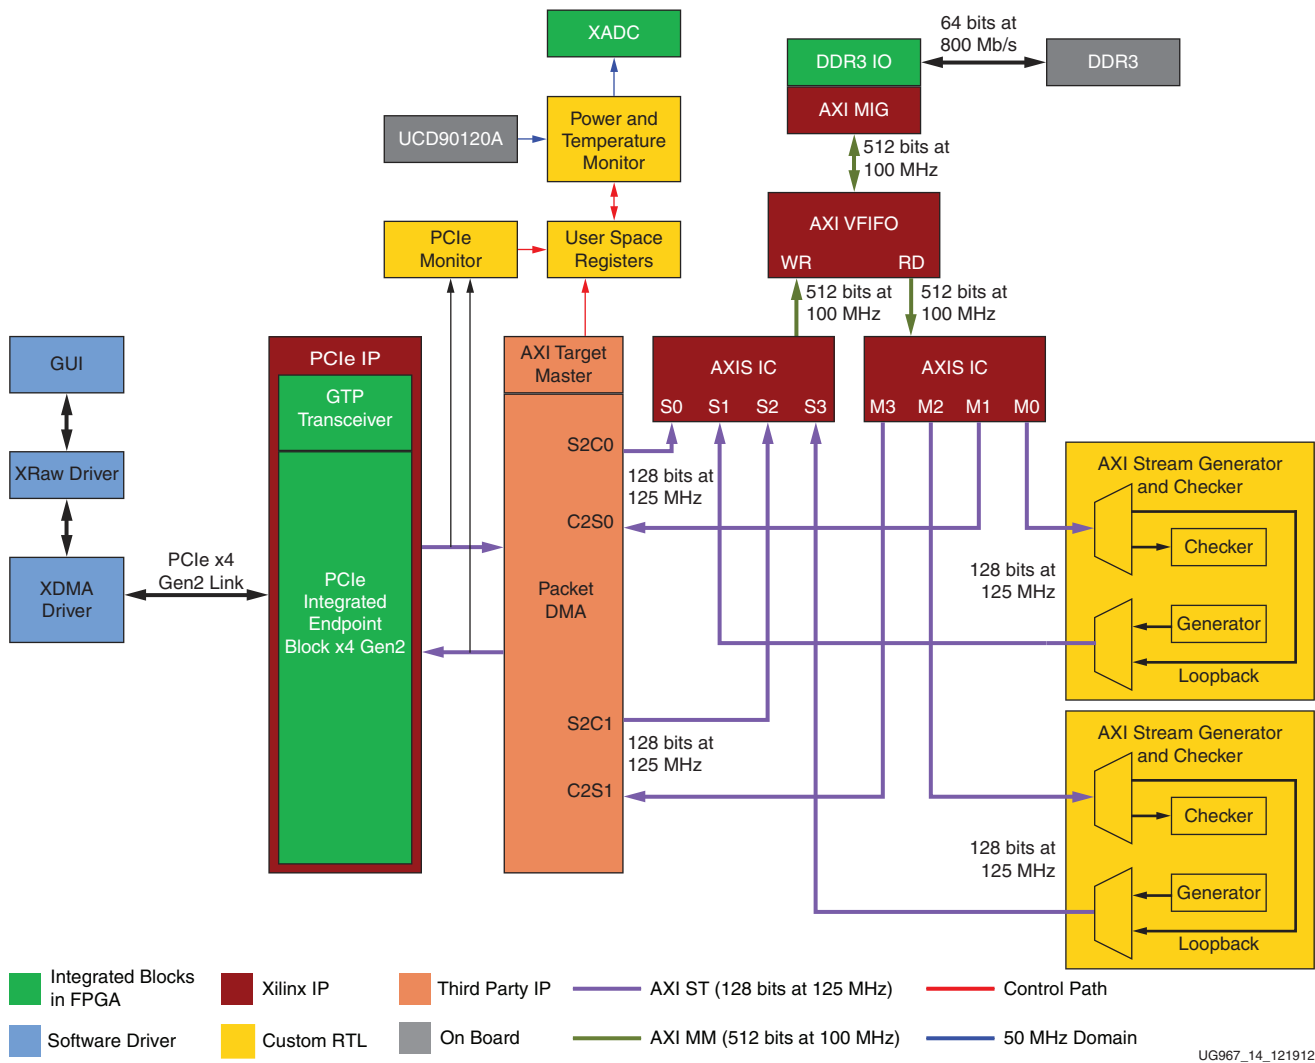 XADC
64 bits at
800 Mb/s
DDR3 IO
DDR3
AXI MIG
UCD90120A
Power and
Temperature
Monitor
512 bits at
100 MHz
PCIe
Monitor
User Space
Registers
AXI VFIFO
WR
RD
512 bits at
100 MHz
512 bits at
100 MHz
GUI
XRaw Driver
XDMA
Driver
PCIe x4
Gen2 Link
PCIe IP
GTP
Transceiver
PCIe
Integrated
Endpoint
Block x4 Gen2
AXI Target
Master
S2C0
C2S0
Packet
DMA
S2C1
C2S1
128 bits at
125 MHz
128 bits at
125 MHz
AXIS IC
S0 S1 S2 S3
AXIS IC
M3 M2 M1 M0
AXI Stream Generator
and Checker
Checker
128 bits at
125 MHz
Generator
Loopback
AXI Stream Generator
and Checker
Checker
128 bits at
125 MHz
Generator
Loopback
Integrated Blocks
in FPGA
Xilinx IP
Third Party IP
AXI ST (128 bits at 125 MHz)
Control Path
Software Driver
Custom RTL
On Board
AXI MM (512 bits at 100 MHz)
50 MHz Domain
UG967_14_121912